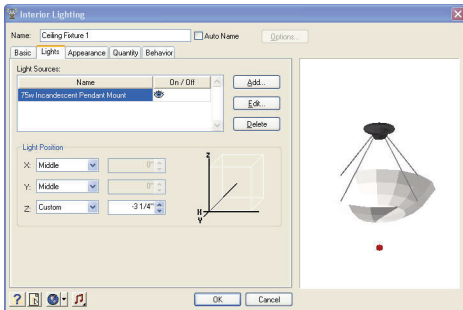 Interior Lighting
Name: Ceiling Fixture 1 Auto Name Options...
Basic Lights Appearance Quantity Behavior
Light Sources:
Name On / Off
75w Incandescent Pendant Mount
Add...
Edit...
Delete
Light Position
X: Middle 0"
Y: Middle 0"
Z: Custom -3 1/4"
Z
X
Y
OK Cancel